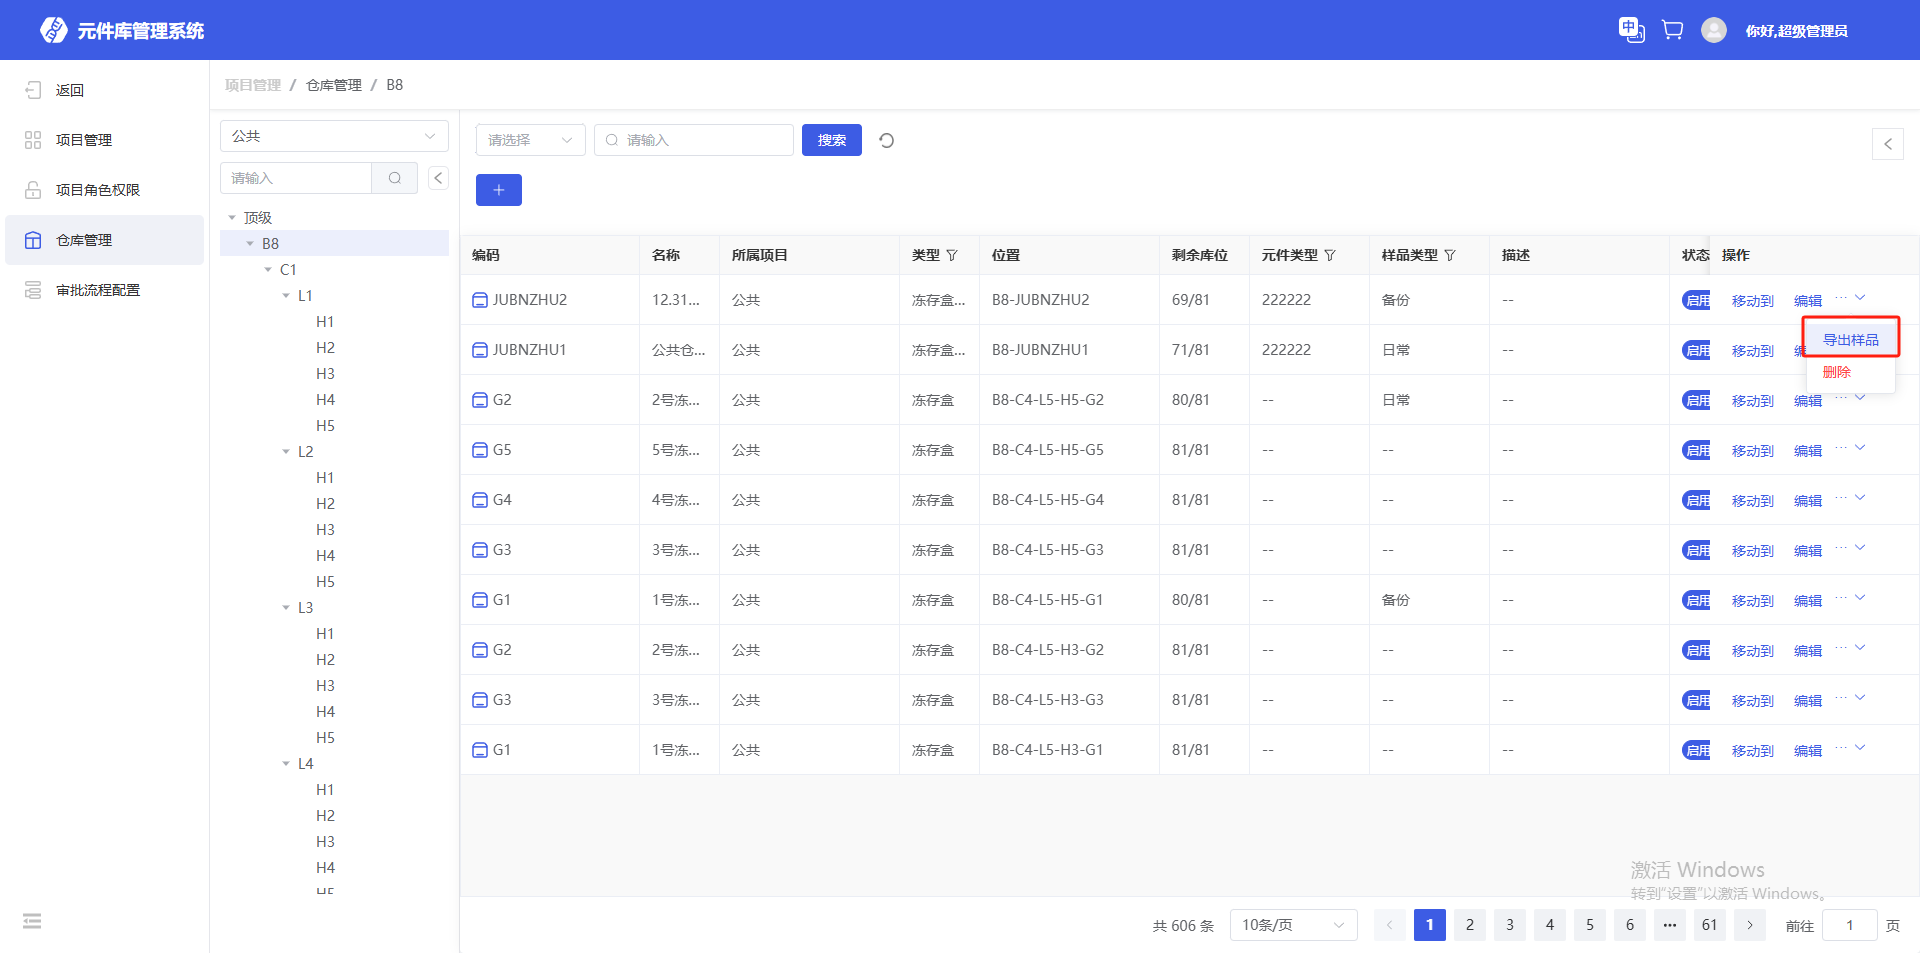 元件库管理系统
中
你好,超级管理员
返回
项目管理
项目角色权限
仓库管理
审批流程配置
项目管理 / 仓库管理 / B8
公共
请输入
顶级
B8
C1
L1
H1
H2
H3
H4
H5
L2
H1
H2
H3
H4
H5
L3
H1
H2
H3
H4
H5
L4
H1
H2
H3
H4
H5
请选择 请输入 搜索
编码 名称 所属项目 类型 位置 剩余库位 元件类型 样品类型 描述 状态 操作
JUBNZHU2 12.31... 公共 冻存盒... B8-JUBNZHU2 69/81 222222 备份 -- 启用 移动到 编辑 ...
JUBNZHU1 公共仓... 公共 冻存盒... B8-JUBNZHU1 71/81 222222 日常 -- 启用 移动到 编
导出样品
删除
G2 2号冻... 公共 冻存盒 B8-C4-L5-H5-G2 80/81 -- 日常 -- 启用 移动到 编辑 ...
G5 5号冻... 公共 冻存盒 B8-C4-L5-H5-G5 81/81 -- -- -- 启用 移动到 编辑 ...
G4 4号冻... 公共 冻存盒 B8-C4-L5-H5-G4 81/81 -- -- -- 启用 移动到 编辑 ...
G3 3号冻... 公共 冻存盒 B8-C4-L5-H5-G3 81/81 -- -- -- 启用 移动到 编辑 ...
G1 1号冻... 公共 冻存盒 B8-C4-L5-H5-G1 80/81 -- 备份 -- 启用 移动到 编辑 ...
G2 2号冻... 公共 冻存盒 B8-C4-L5-H3-G2 81/81 -- -- -- 启用 移动到 编辑 ...
G3 3号冻... 公共 冻存盒 B8-C4-L5-H3-G3 81/81 -- -- -- 启用 移动到 编辑 ...
G1 1号冻... 公共 冻存盒 B8-C4-L5-H3-G1 81/81 -- -- -- 启用 移动到 编辑 ...
激活 Windows
转到"设置"以激活 Windows。
共 606 条 10条/页 1 2 3 4 5 6 ... 61 前往 1 页